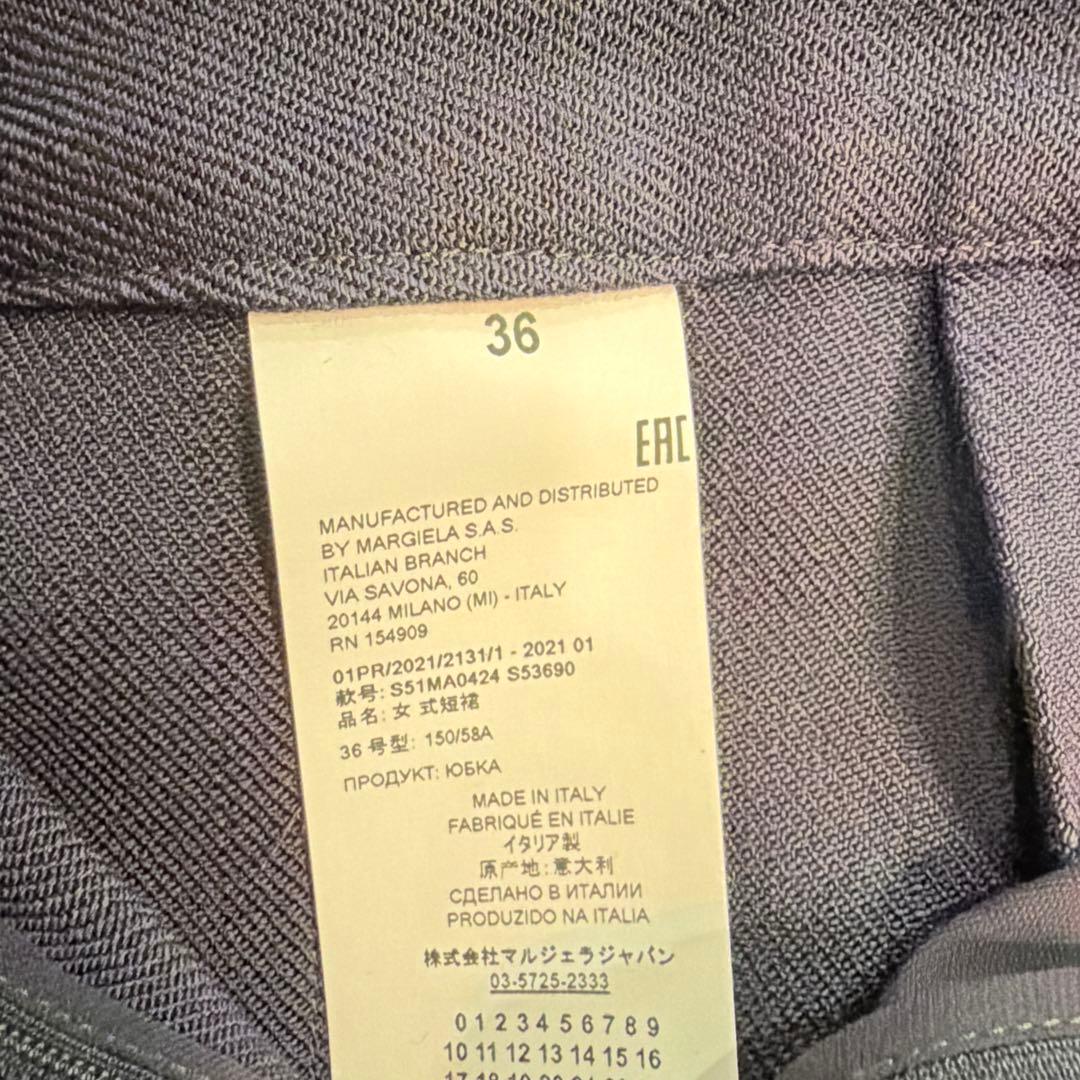 36
EAC
MANUFACTURED AND DISTRIBUTED
BY MARGIELA S.A.S.
ITALIAN BRANCH
VIA SAVONA, 60
20144 MILANO (MI) - ITALY
RN 154909
01PR/2021/2131/1 - 2021 01
款号: S51MA0424 S53690
品名: 女 式短裙
36 号型: 150/58A
ПРОДУКТ: ЮБКА
MADE IN ITALY
FABRIQUÉ EN ITALIE
イタリア製
原产地:意大利
СДЕЛАНО В ИТАЛИИ
PRODUZIDO NA ITALIA
株式会社マルジェラジャパン
03-5725-2333
0 1 2 3 4 5 6 7 8 9
10 11 12 13 14 15 16